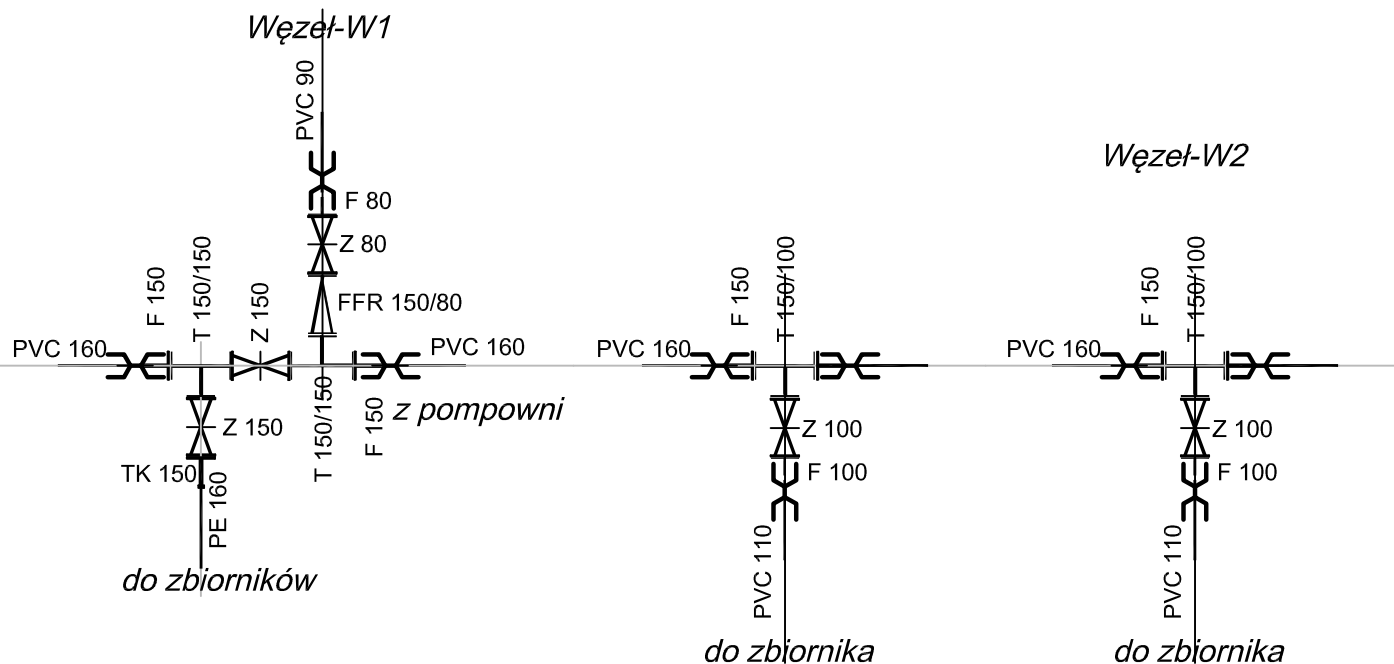 Węzeł-W1
PVC 90
F 80
Z 80
FFR 150/80
F 150
T 150/150
Z 150
PVC 160
PVC 160
T 150/150
F 150
z pompowni
Z 150
TK 150
PE 160
do zbiorników
F 150
T 150/100
PVC 160
Z 100
F 100
PVC 110
do zbiornika
Węzeł-W2
F 150
T 150/100
PVC 160
Z 100
F 100
PVC 110
do zbiornika